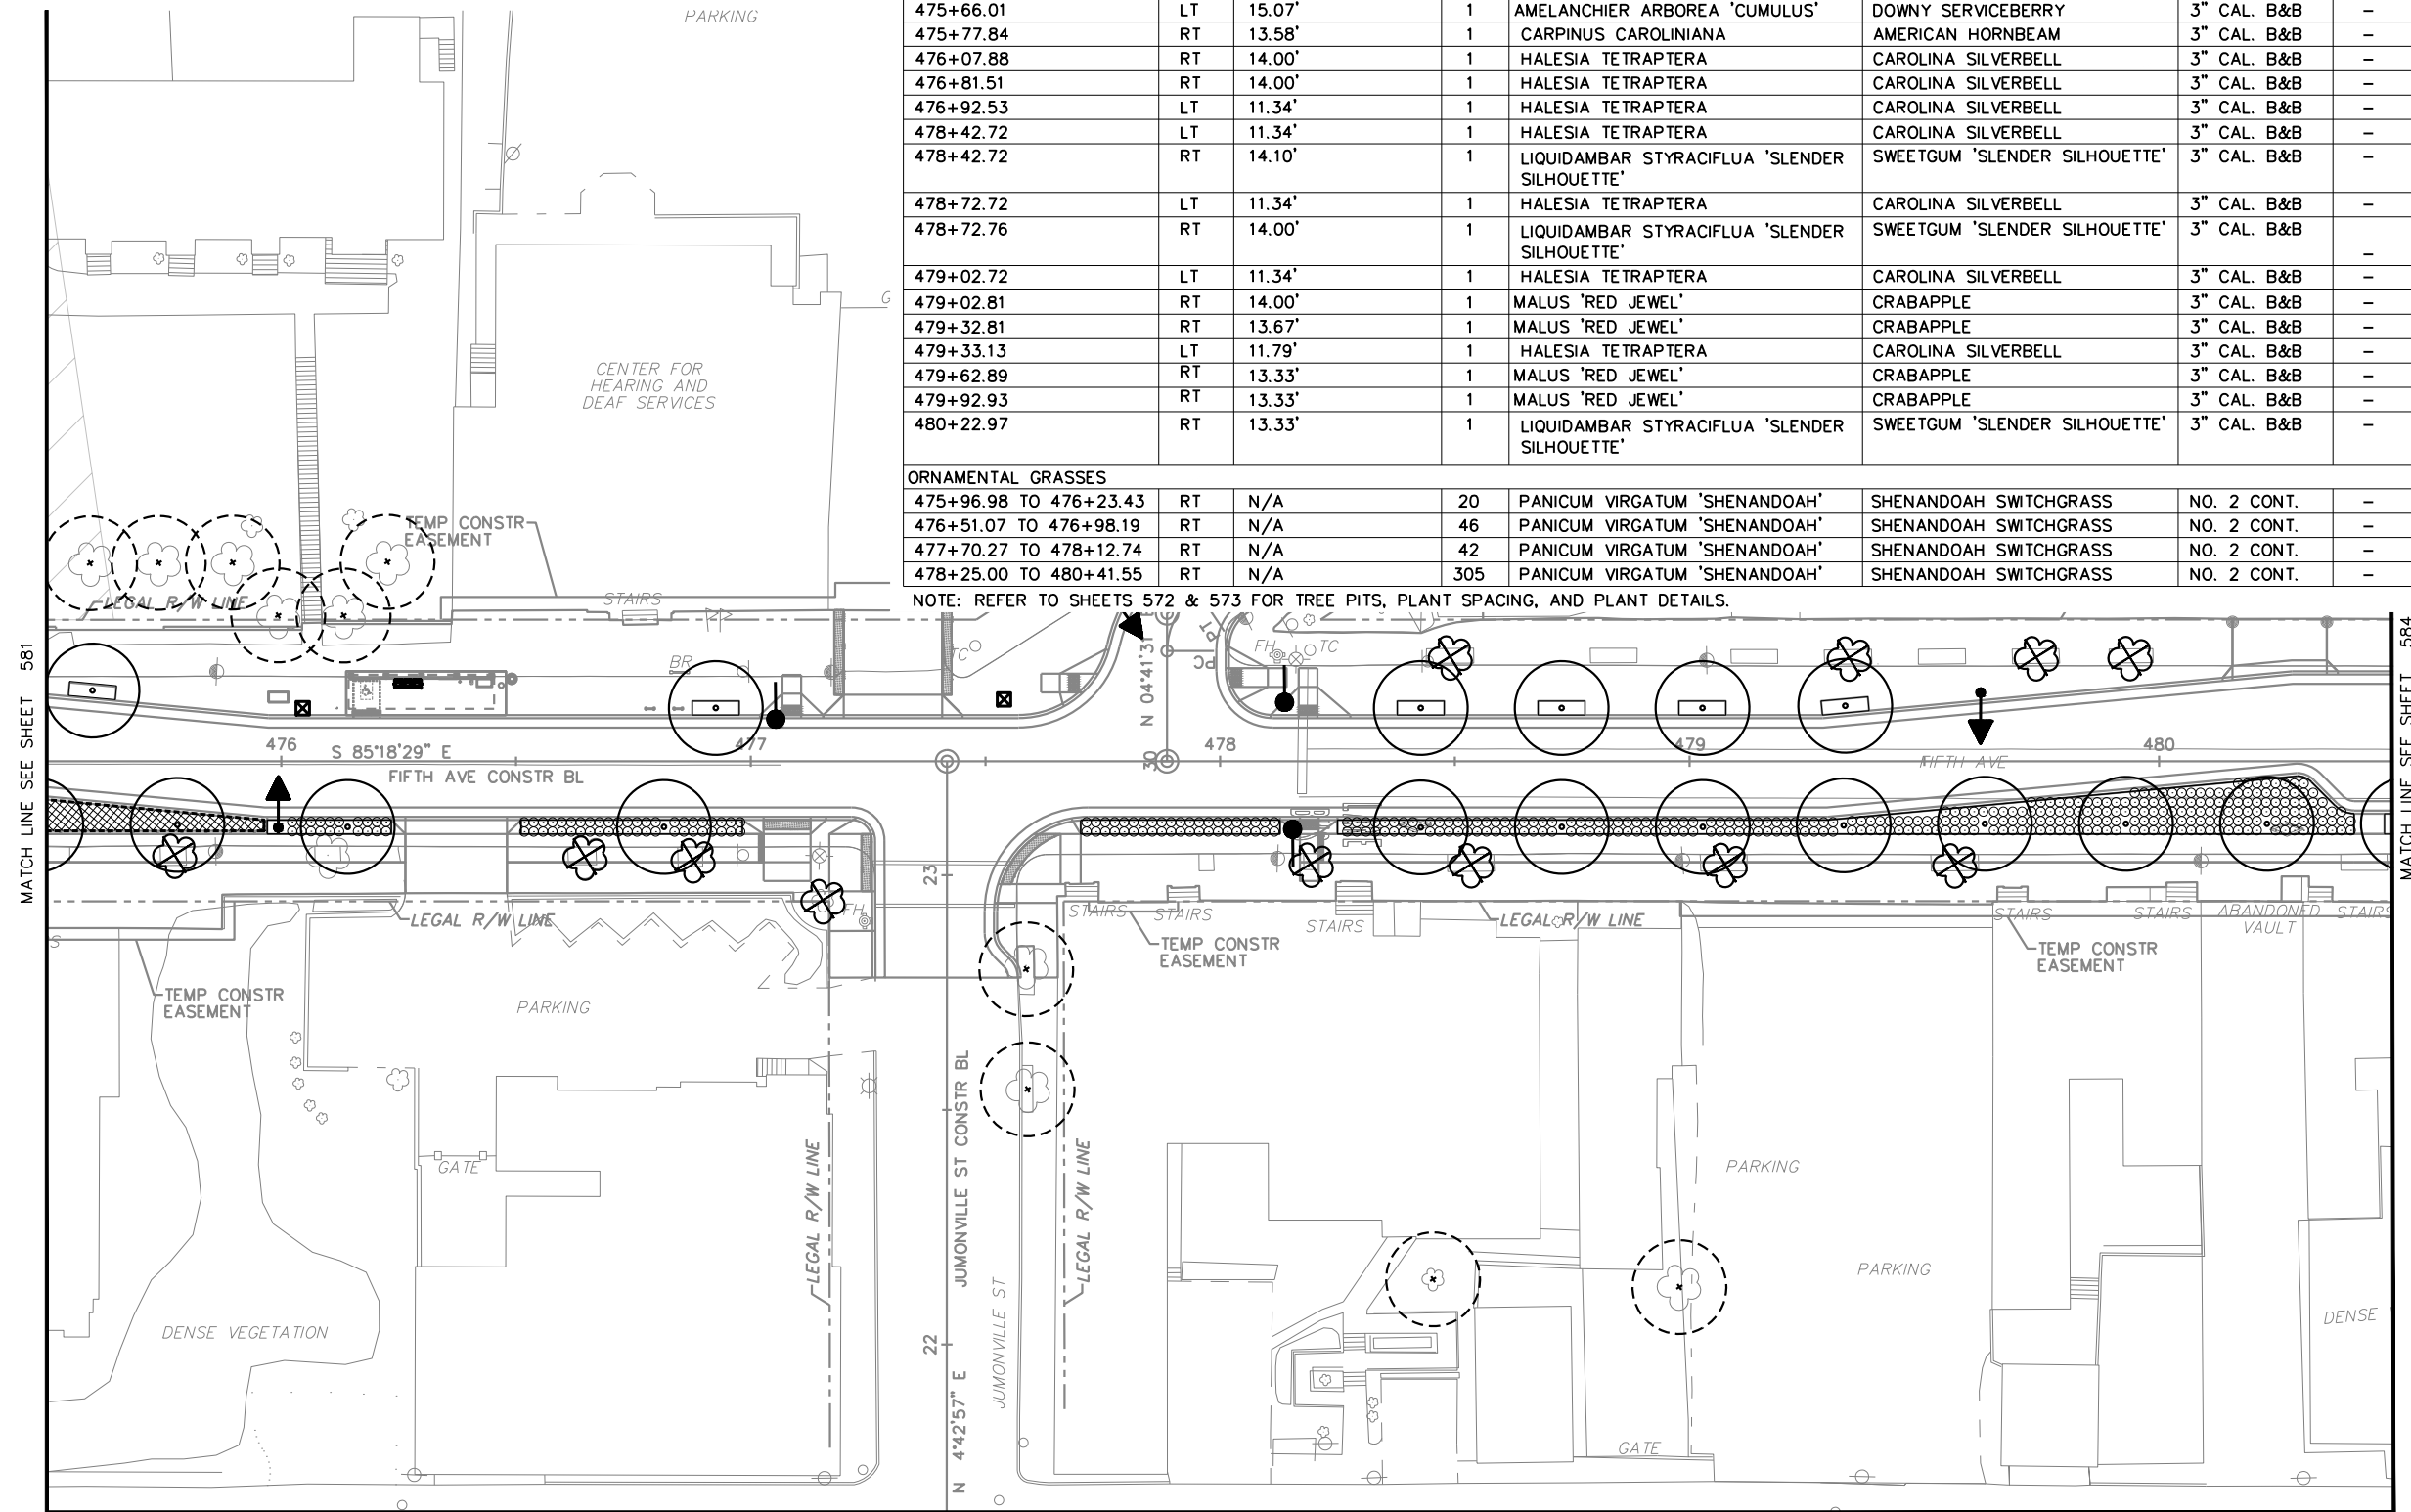 PARKING
475+66.01 LT 15.07' 1 AMELANCHIER ARBOREA 'CUMULUS' DOWNY SERVICEBERRY 3" CAL. B&B –
475+77.84 RT 13.58' 1 CARPINUS CAROLINIANA AMERICAN HORNBEAM 3" CAL. B&B –
476+07.88 RT 14.00' 1 HALESIA TETRAPTERA CAROLINA SILVERBELL 3" CAL. B&B –
476+81.51 RT 14.00' 1 HALESIA TETRAPTERA CAROLINA SILVERBELL 3" CAL. B&B –
476+92.53 LT 11.34' 1 HALESIA TETRAPTERA CAROLINA SILVERBELL 3" CAL. B&B –
478+42.72 LT 11.34' 1 HALESIA TETRAPTERA CAROLINA SILVERBELL 3" CAL. B&B –
478+42.72 RT 14.10' 1 LIQUIDAMBAR STYRACIFLUA 'SLENDER SWEETGUM 'SLENDER SILHOUETTE' 3" CAL. B&B –
SILHOUETTE'
478+72.72 LT 11.34' 1 HALESIA TETRAPTERA CAROLINA SILVERBELL 3" CAL. B&B –
478+72.76 RT 14.00' 1 LIQUIDAMBAR STYRACIFLUA 'SLENDER SWEETGUM 'SLENDER SILHOUETTE' 3" CAL. B&B
SILHOUETTE' –
479+02.72 LT 11.34' 1 HALESIA TETRAPTERA CAROLINA SILVERBELL 3" CAL. B&B –
479+02.81 RT 14.00' 1 MALUS 'RED JEWEL' CRABAPPLE 3" CAL. B&B –
479+32.81 RT 13.67' 1 MALUS 'RED JEWEL' CRABAPPLE 3" CAL. B&B –
479+33.13 LT 11.79' 1 HALESIA TETRAPTERA CAROLINA SILVERBELL 3" CAL. B&B –
479+62.89 RT 13.33' 1 MALUS 'RED JEWEL' CRABAPPLE 3" CAL. B&B –
479+92.93 RT 13.33' 1 MALUS 'RED JEWEL' CRABAPPLE 3" CAL. B&B –
480+22.97 RT 13.33' 1 LIQUIDAMBAR STYRACIFLUA 'SLENDER SWEETGUM 'SLENDER SILHOUETTE' 3" CAL. B&B –
SILHOUETTE'
ORNAMENTAL GRASSES
475+96.98 TO 476+23.43 RT N/A 20 PANICUM VIRGATUM 'SHENANDOAH' SHENANDOAH SWITCHGRASS NO. 2 CONT. –
476+51.07 TO 476+98.19 RT N/A 46 PANICUM VIRGATUM 'SHENANDOAH' SHENANDOAH SWITCHGRASS NO. 2 CONT. –
477+70.27 TO 478+12.74 RT N/A 42 PANICUM VIRGATUM 'SHENANDOAH' SHENANDOAH SWITCHGRASS NO. 2 CONT. –
478+25.00 TO 480+41.55 RT N/A 305 PANICUM VIRGATUM 'SHENANDOAH' SHENANDOAH SWITCHGRASS NO. 2 CONT. –
NOTE: REFER TO SHEETS 572 & 573 FOR TREE PITS, PLANT SPACING, AND PLANT DETAILS.
CENTER FOR
HEARING AND
DEAF SERVICES
TEMP CONSTR
EASEMENT
LEGAL R/W LINE
STAIRS
BR
TC
FH
TC
PC
N 04°41'31"
30
MATCH LINE SEE SHEET 581
MATCH LINE SEE SHEET 584
476
477
478
479
480
S 85°18'29" E
FIFTH AVE CONSTR BL
FIFTH AVE
23
FH
LEGAL R/W LINE
STAIRS
STAIRS
STAIRS
LEGAL R/W LINE
STAIRS
STAIRS
ABANDONED
VAULT
STAIRS
TEMP CONSTR
EASEMENT
TEMP CONSTR
EASEMENT
TEMP CONSTR
EASEMENT
PARKING
GATE
LEGAL R/W LINE
JUMONVILLE ST CONSTR BL
LEGAL R/W LINE
PARKING
PARKING
DENSE VEGETATION
DENSE
22
JUMONVILLE ST
N 4°42'57" E
GATE